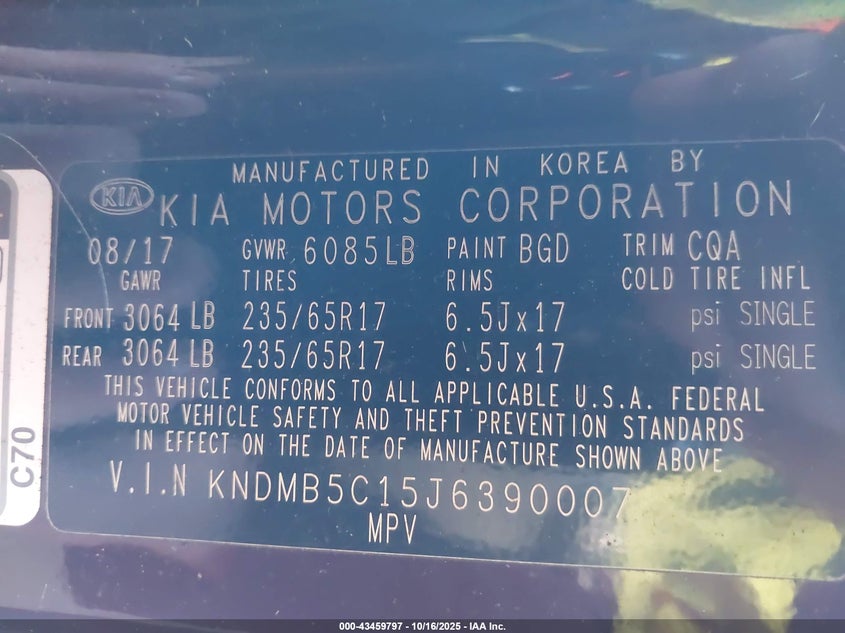 MANUFACTURED IN KOREA BY
KIA KIA MOTORS CORPORATION
08/17 GVWR 6085LB PAINT BGD TRIM CQA
GAWR TIRES RIMS COLD TIRE INFL
FRONT 3064 LB 235/65R17 6.5Jx17 psi SINGLE
REAR 3064 LB 235/65R17 6.5Jx17 psi SINGLE
THIS VEHICLE CONFORMS TO ALL APPLICABLE U.S.A. FEDERAL
MOTOR VEHICLE SAFETY AND THEFT PREVENTION STANDARDS
IN EFFECT ON THE DATE OF MANUFACTURE SHOWN ABOVE
V.I.N KNDMB5C15J6390007
MPV
C70
000-43459797 - 10/16/2025 - IAA Inc.